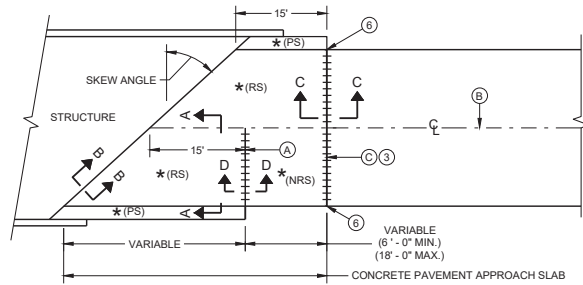 15'
6
*(PS)
SKEW ANGLE
*(RS)
C
C
B
A
STRUCTURE
CL
B
15'
A
D
D
C
3
*(RS)
*(NRS)
B
*(PS)
A
6
VARIABLE
VARIABLE
(6 ' - 0" MIN.)
(18' - 0" MAX.)
CONCRETE PAVEMENT APPROACH SLAB